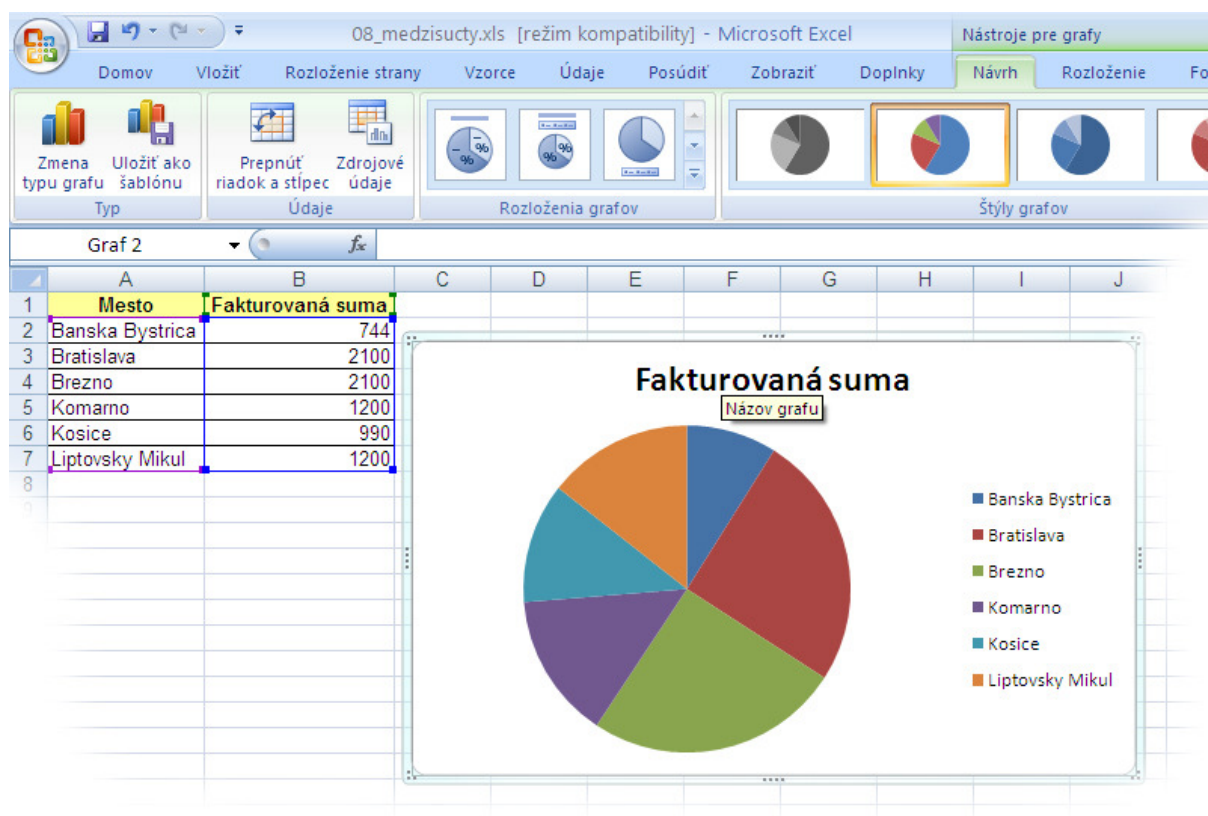 08_medzisucty.xls [režim kompatibility] - Microsoft Excel
Nástroje pre grafy
Domov Vložiť Rozloženie strany Vzorce Údaje Posúdiť Zobraziť Doplnky Návrh Rozloženie Fo
Zmena typu grafu
Uložiť ako šablónu
Prepnúť riadok a stĺpec
Zdrojové údaje
Typ Údaje Rozloženia grafov Štýly grafov
Graf 2 fx
A B C D E F G H I J
1 Mesto Fakturovaná suma
2 Banska Bystrica 744
3 Bratislava 2100
4 Brezno 2100
5 Komarno 1200
6 Kosice 990
7 Liptovsky Mikul 1200
8
9
Fakturovaná suma
Názov grafu
Banska Bystrica
Bratislava
Brezno
Komarno
Kosice
Liptovsky Mikul